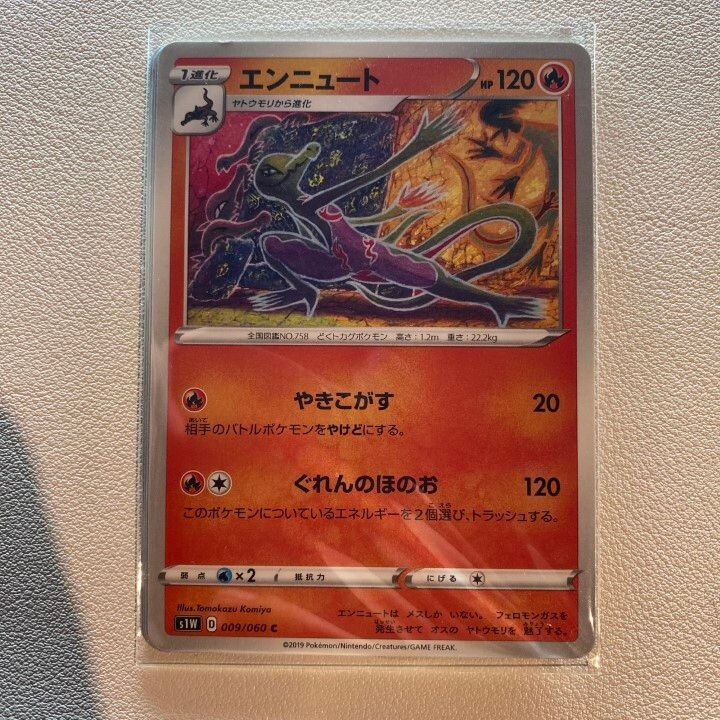 1進化 エンニュート HP 120
ヤトウモリから進化
全国図鑑NO.758 どくトカゲポケモン 高さ:1.2m 重さ:22.2kg
やきこがす 20
相手のバトルポケモンをやけどにする。
ぐれんのほのお 120
このポケモンについているエネルギーを2個選び、トラッシュする。
弱点 ×2 抵抗力 にげる
Illus.Tomokazu Komiya
エンニュートは メスしか いない。 フェロモンガスを
発生させて オスの ヤトウモリを 魅了する。
s1W D 009/060 C
©2019 Pokémon/Nintendo/Creatures/GAME FREAK.